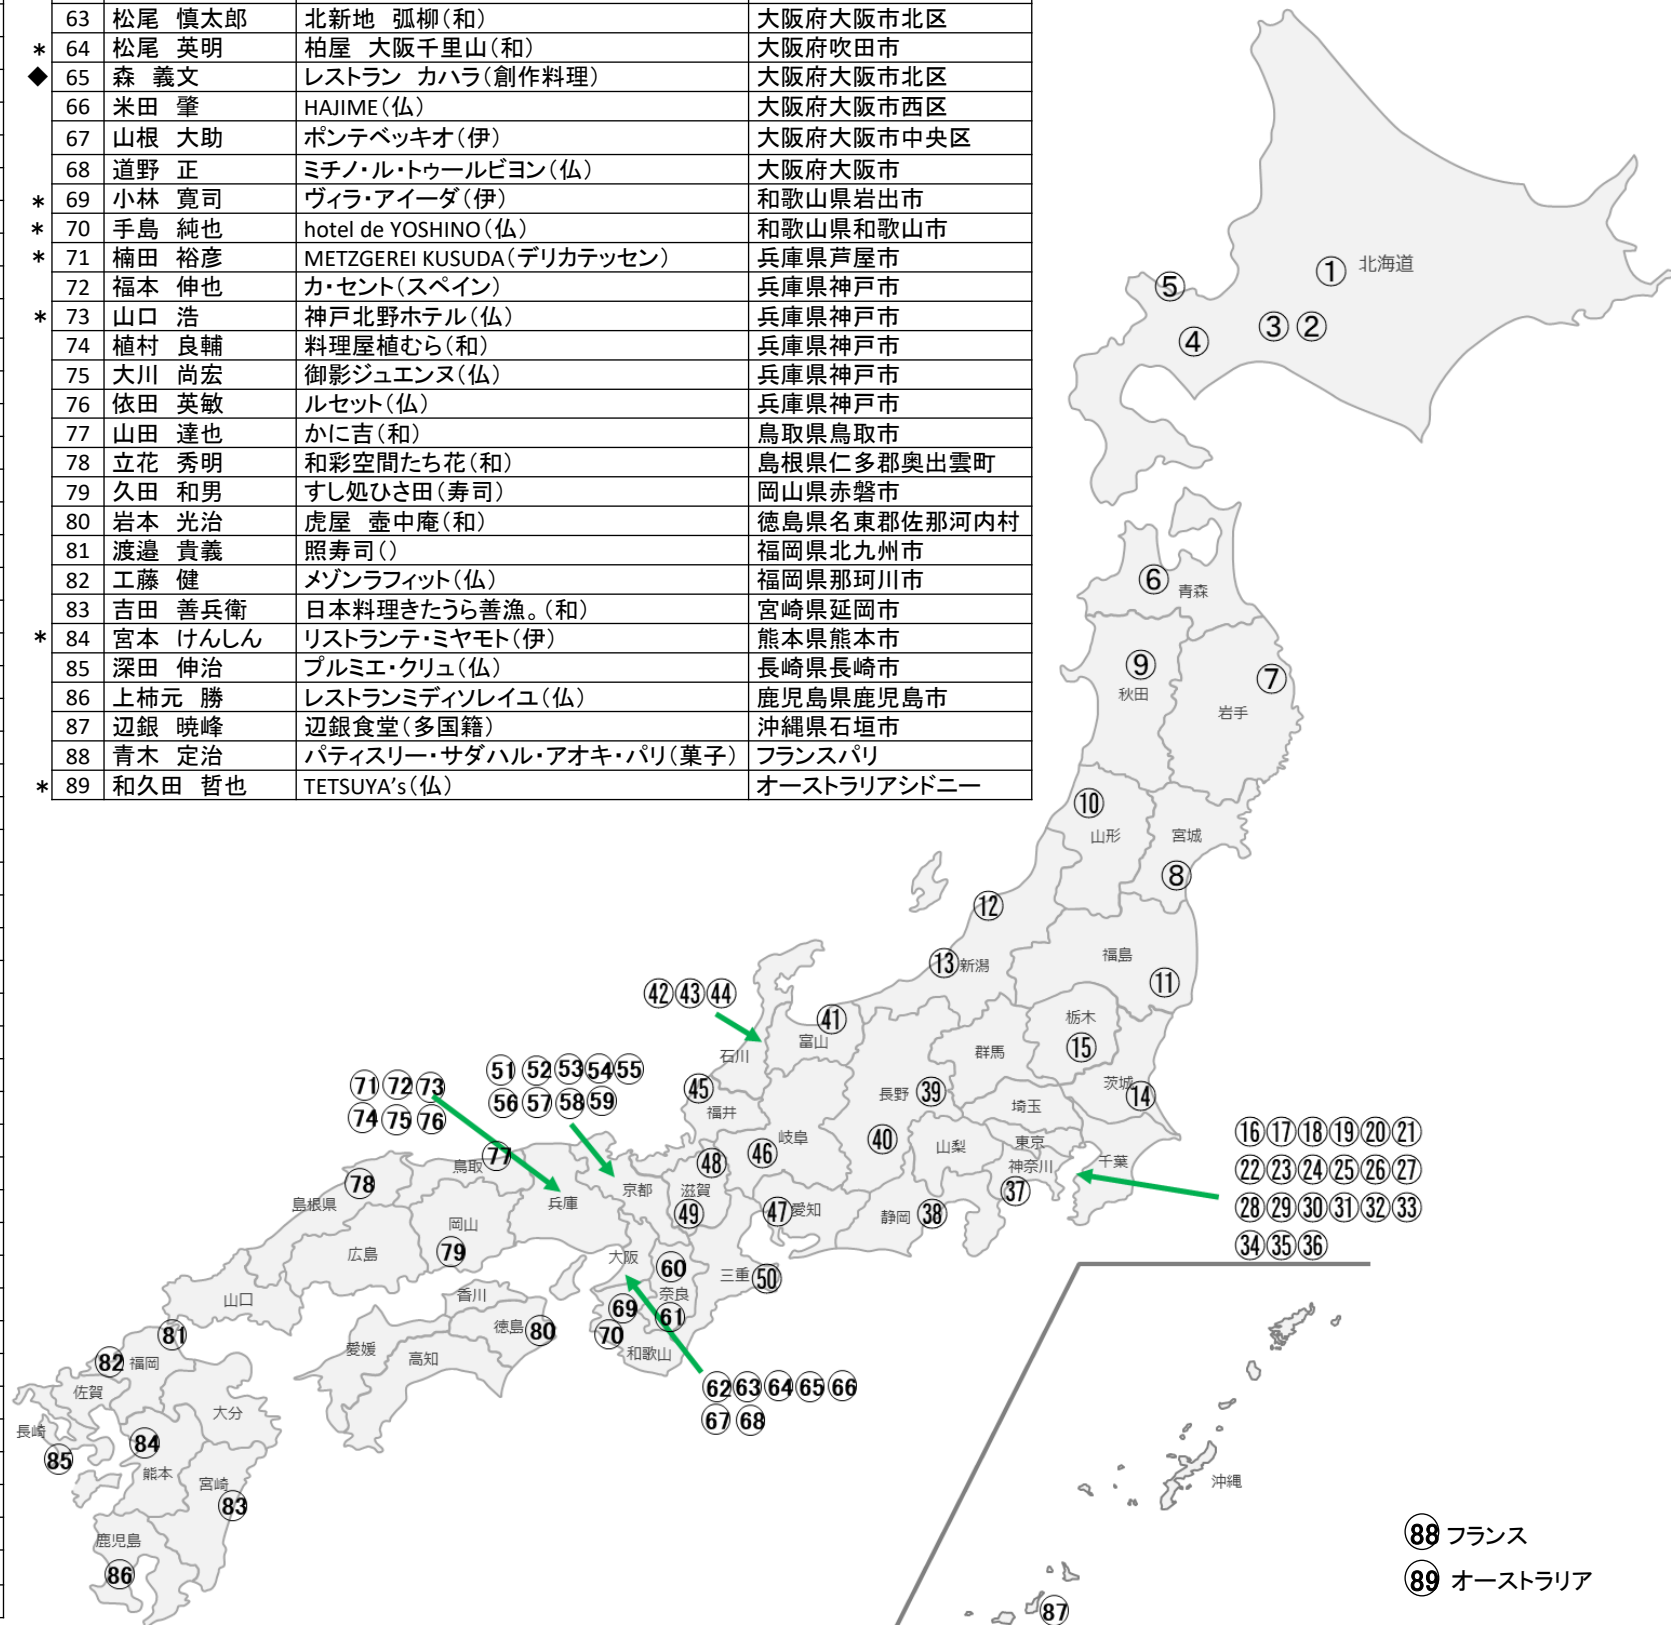 63 松尾 慎太郎 北新地 弧柳（和） 大阪府大阪市北区
* 64 松尾 英明 柏屋 大阪千里山（和） 大阪府吹田市
◆ 65 森 義文 レストラン カハラ（創作料理） 大阪府大阪市北区
66 米田 肇 HAJIME（仏） 大阪府大阪市西区
67 山根 大助 ポンテベッキオ（伊） 大阪府大阪市中央区
68 道野 正 ミチノ・ル・トゥールビヨン（仏） 大阪府大阪市
* 69 小林 寛司 ヴィラ・アイーダ（伊） 和歌山県岩出市
* 70 手島 純也 hotel de YOSHINO（仏） 和歌山県和歌山市
* 71 楠田 裕彦 METZGEREI KUSUDA（デリカテッセン） 兵庫県芦屋市
72 福本 伸也 カ・セント（スペイン） 兵庫県神戸市
* 73 山口 浩 神戸北野ホテル（仏） 兵庫県神戸市
74 植村 良輔 料理屋植むら（和） 兵庫県神戸市
75 大川 尚宏 御影ジュエンヌ（仏） 兵庫県神戸市
76 依田 英敏 ルセット（仏） 兵庫県神戸市
77 山田 達也 かに吉（和） 鳥取県鳥取市
78 立花 秀明 和彩空間たち花（和） 島根県仁多郡奥出雲町
79 久田 和男 すし処ひさ田（寿司） 岡山県赤磐市
80 岩本 光治 虎屋 壷中庵（和） 徳島県名東郡佐那河内村
81 渡邉 貴義 照寿司（） 福岡県北九州市
82 工藤 健 メゾンラフィット（仏） 福岡県那珂川市
83 吉田 善兵衛 日本料理きたうら善漁。（和） 宮崎県延岡市
* 84 宮本 けんしん リストランテ・ミヤモト（伊） 熊本県熊本市
85 深田 伸治 プルミエ・クリュ（仏） 長崎県長崎市
86 上柿元 勝 レストランミディソレイユ（仏） 鹿児島県鹿児島市
87 辺銀 暁峰 辺銀食堂（多国籍） 沖縄県石垣市
88 青木 定治 パティスリー・サダハル・アオキ・パリ（菓子） フランスパリ
* 89 和久田 哲也 TETSUYA's（仏） オーストラリアシドニー
① 北海道
⑤
③ ②
④
⑥ 青森
⑨ 秋田
⑦ 岩手
⑩ 山形
宮城 ⑧
⑫
⑬ 新潟
福島 ⑪
㊷ ㊸ ㊹
㊶ 富山
石川
栃木 ⑮
群馬
茨城 ⑭
51 52 53 54 55
56 57 58 59
71 72 73
74 75 76
㊺ 福井
長野 ㊴
㊵
埼玉
岐阜 ㊻
山梨
東京
神奈川 ㊲
千葉
⑯ ⑰ ⑱ ⑲ ⑳ ㉑
㉒ ㉓ ㉔ ㉕ ㉖ ㉗
㉘ ㉙ ㉚ ㉛ ㉜ ㉝
㉞ ㉟ ㊱
鳥取 77
78 島根県
兵庫
京都
㊽ 滋賀 ㊾
㊼ 愛知
静岡 ㊳
岡山 79
広島
大阪
60 奈良 61
三重 ㊿
山口
香川
徳島 80
愛媛
高知
69
70 和歌山
62 63 64 65 66
67 68
81
82 福岡
佐賀
大分
長崎 85
84 熊本
宮崎 83
鹿児島 86
沖縄
87
88 フランス
89 オーストラリア